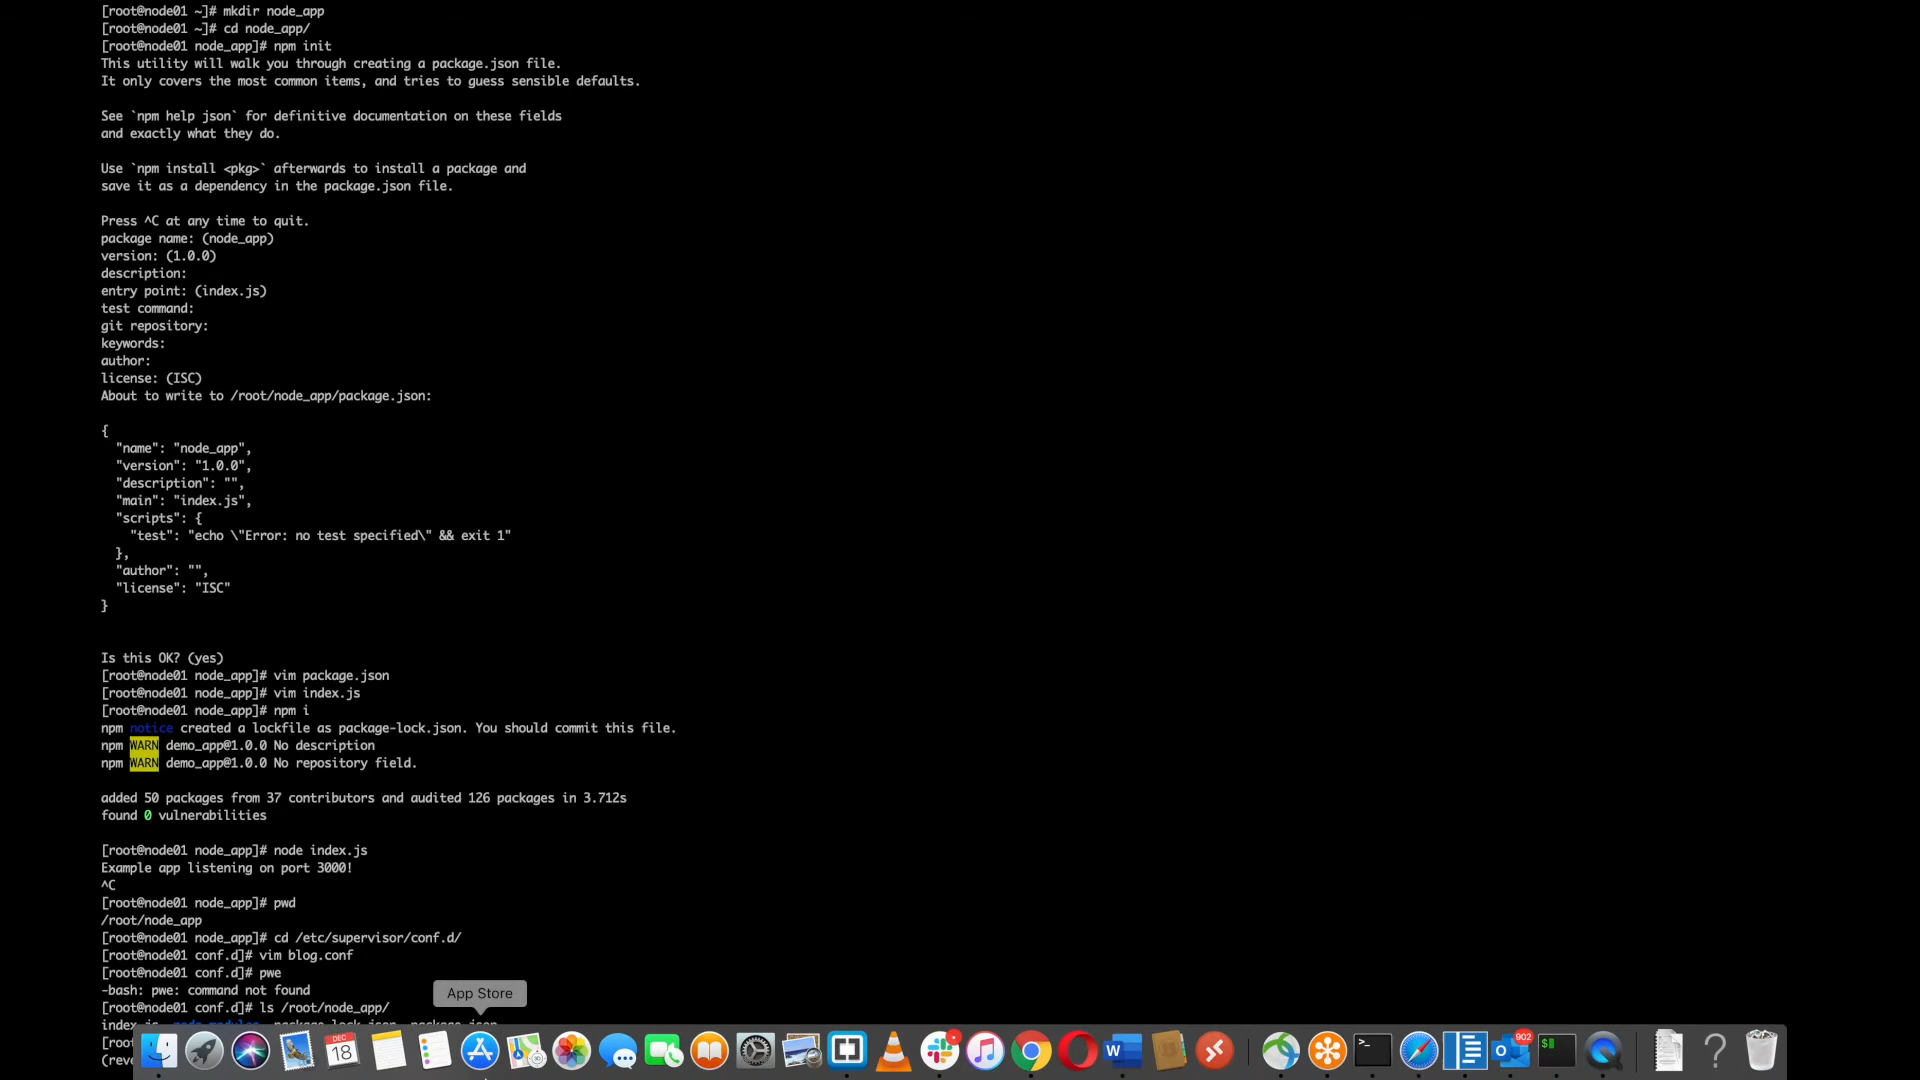 [root@node01 ~]# mkdir node_app
[root@node01 ~]# cd node_app/
[root@node01 node_app]# npm init
This utility will walk you through creating a package.json file.
It only covers the most common items, and tries to guess sensible defaults.
See `npm help json` for definitive documentation on these fields
and exactly what they do.
Use `npm install <pkg>` afterwards to install a package and
save it as a dependency in the package.json file.
Press ^C at any time to quit.
package name: (node_app)
version: (1.0.0)
description:
entry point: (index.js)
test command:
git repository:
keywords:
author:
license: (ISC)
About to write to /root/node_app/package.json:
{
"name": "node_app",
"version": "1.0.0",
"description": "",
"main": "index.js",
"scripts": {
"test": "echo \"Error: no test specified\" && exit 1"
},
"author": "",
"license": "ISC"
}
Is this OK? (yes)
[root@node01 node_app]# vim package.json
[root@node01 node_app]# vim index.js
[root@node01 node_app]# npm i
npm notice created a lockfile as package-lock.json. You should commit this file.
npm WARN demo_app@1.0.0 No description
npm WARN demo_app@1.0.0 No repository field.
added 50 packages from 37 contributors and audited 126 packages in 3.712s
found 0 vulnerabilities
[root@node01 node_app]# node index.js
Example app listening on port 3000!
^C
[root@node01 node_app]# pwd
/root/node_app
[root@node01 node_app]# cd /etc/supervisor/conf.d/
[root@node01 conf.d]# vim blog.conf
[root@node01 conf.d]# pwe
-bash: pwe: command not found
[root@node01 conf.d]# ls /root/node_app/
App Store
index.js node_modules package-lock.json package.json
[roo
(reve
DEC
18
W
902
$